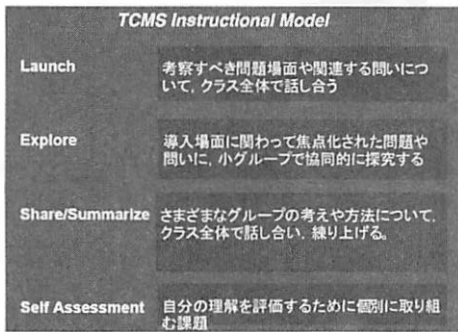 TCMS Instructional Model
Launch
考察すべき問題場面や関連する問いにつ
いて, クラス全体で話し合う
Explore
導入場面に関わって焦点化された問題や
問いに, 小グループで協同的に探究する
Share/Summarize
さまざまなグループの考えや方法について,
クラス全体で話し合い, 練り上げる。
Self Assessment
自分の理解を評価するために個別に取り組
む課題